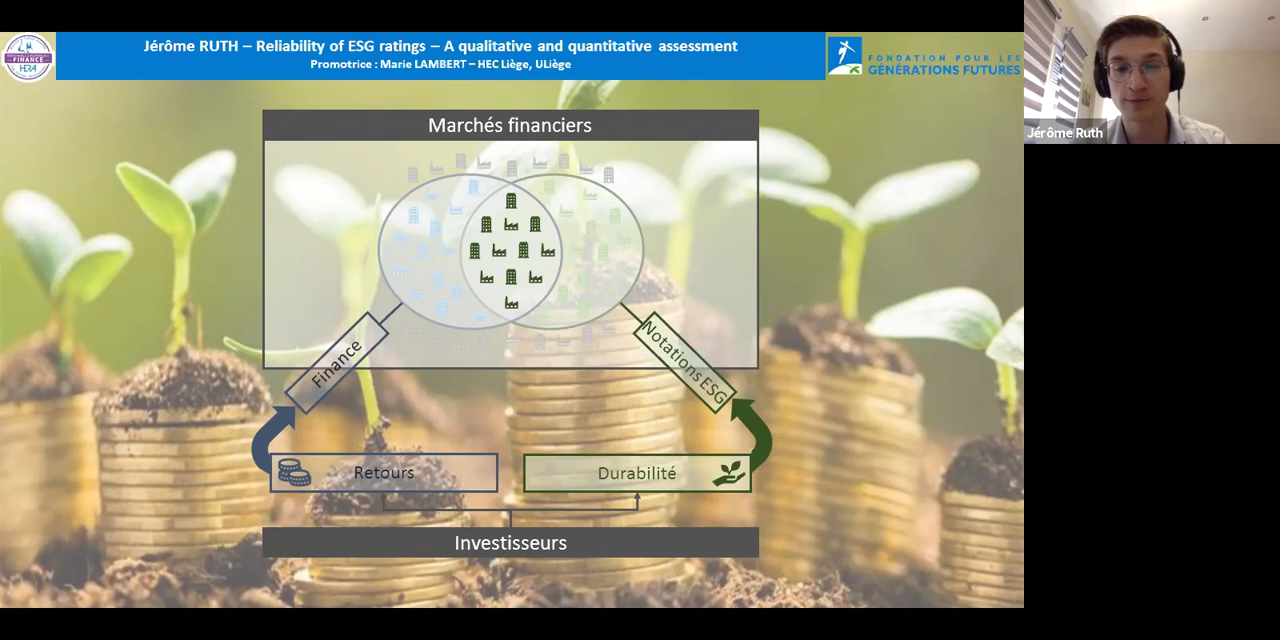 Jérôme RUTH – Reliability of ESG ratings – A qualitative and quantitative assessment
Promotrice : Marie LAMBERT – HEC Liège, ULiège
FINANCE
HERA
FONDATION POUR LES
GÉNÉRATIONS FUTURES
Jérôme Ruth
Marchés financiers
Finance
Notations ESG
Retours
Durabilité
Investisseurs